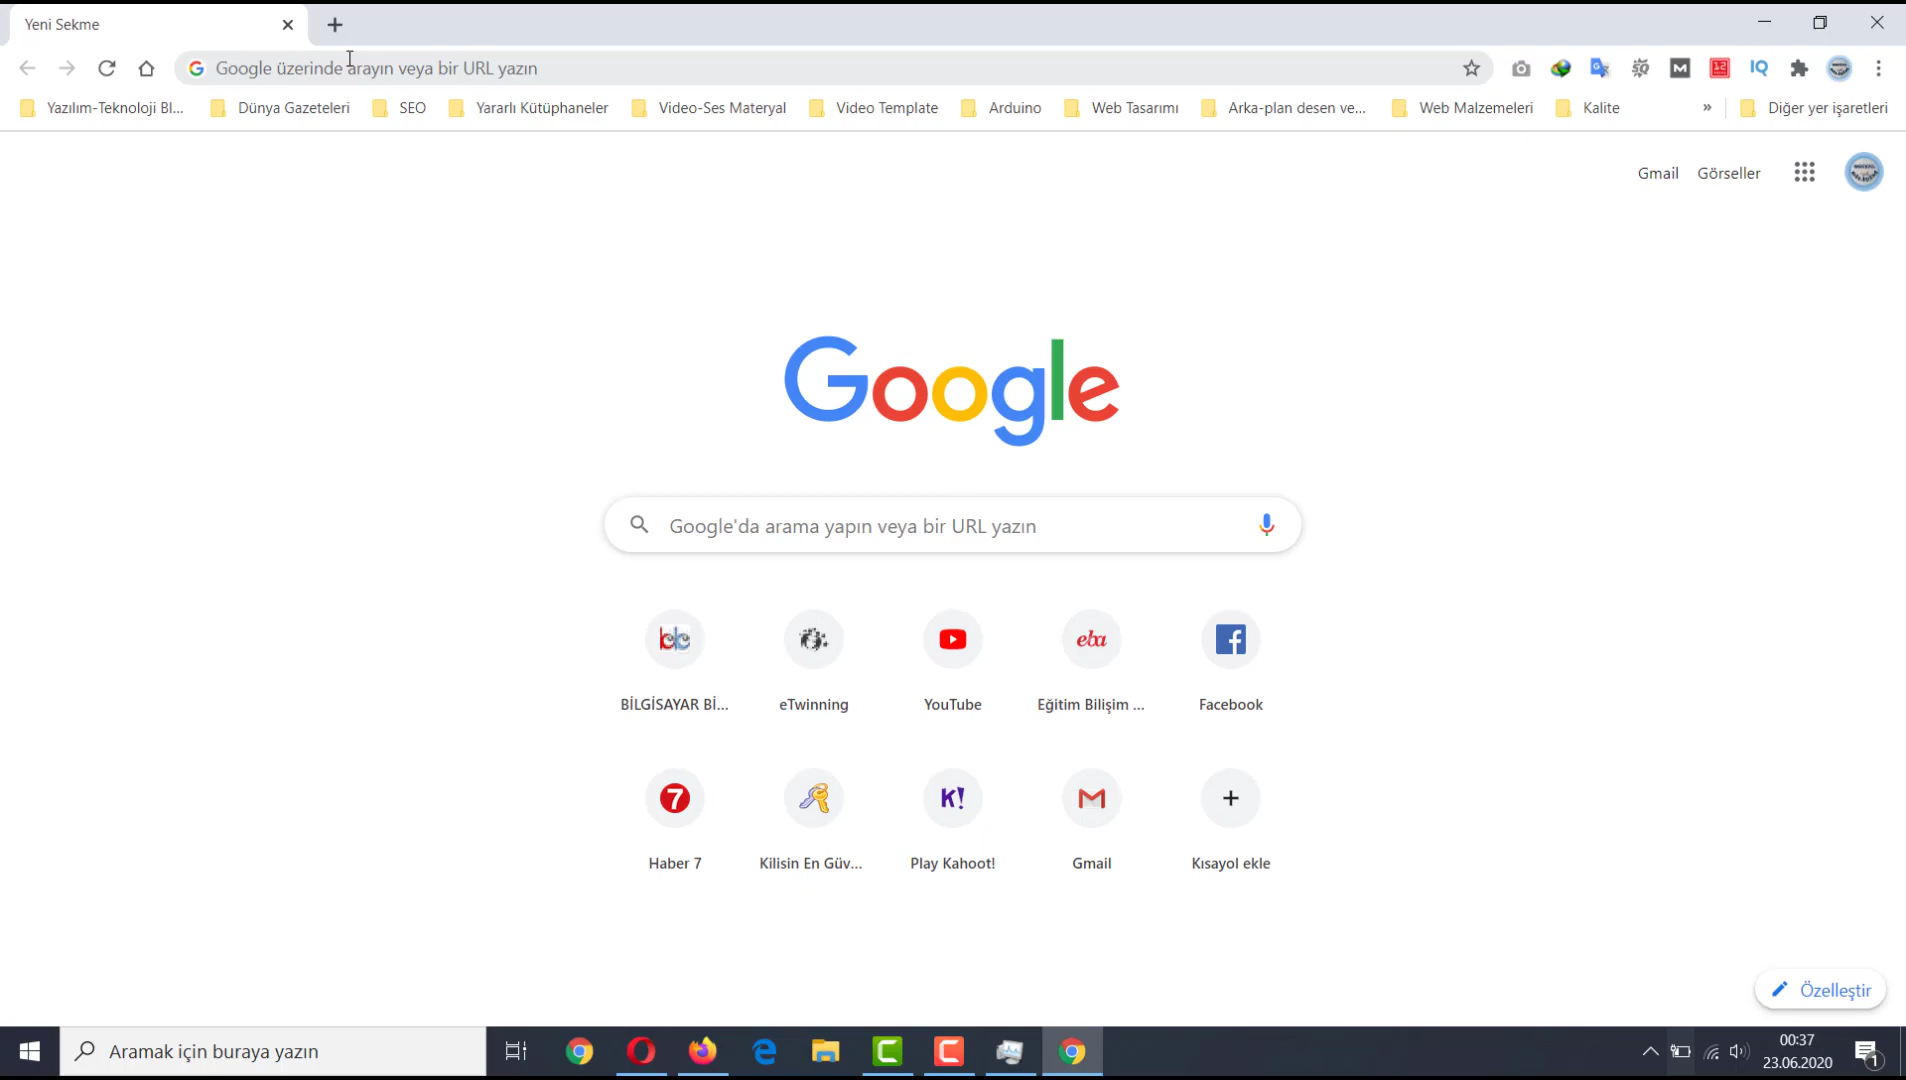 Yeni Sekme
Google üzerinde arayın veya bir URL yazın
Yazılım-Teknoloji Bl... Dünya Gazeteleri SEO Yararlı Kütüphaneler Video-Ses Materyal Video Template Arduino Web Tasarımı Arka-plan desen ve... Web Malzemeleri Kalite » Diğer yer işaretleri
Gmail Görseller
Google
Google'da arama yapın veya bir URL yazın
eba
BİLGİSAYAR Bİ... eTwinning YouTube Eğitim Bilişim ... Facebook
7 K!
Haber 7 Kilisin En Güv... Play Kahoot! Gmail Kısayol ekle
Özelleştir
Aramak için buraya yazın
00:37
23.06.2020
1